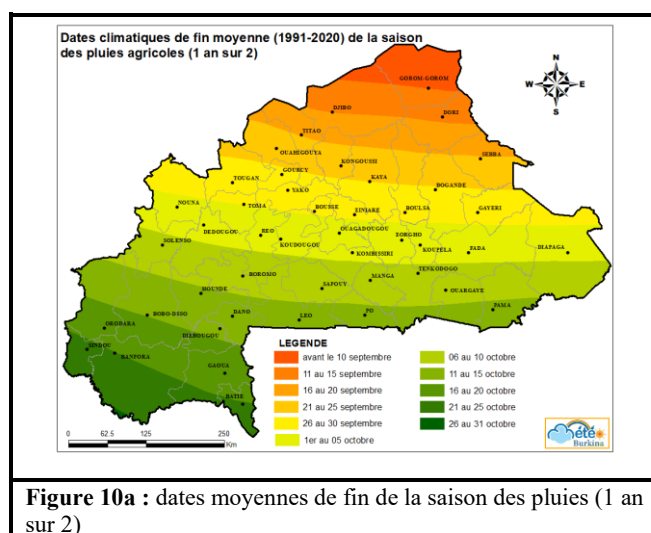 Dates climatiques de fin moyenne (1991-2020) de la saison
des pluies agricoles (1 an sur 2)
N
W E
S
GOROM-GOROM
DJIBO
DORI
TITAO
OUAHIGOUYA
KONGOUSSI
SEBBA
GOURCY
TOUGAN
KAYA
YAKO
BOGANDE
NOUNA
TOMA
BOUSSE
ZINIARE
BOULSA
GAYERI
DEDOUGOU
REO
OUAGADOUGOU
SOLENSO
KOUDOUGOU
ZORGHO
KOUPELA
FADA
DIAPAGA
KOMBISSIRI
BOROMO
MANGA
TENKODOGO
HOUNDE
SAPOUY
OUARGAYE
BOBO-DSSO
DANO
LEO
PO
PAMA
ORODARA
DIEBOUGOU
SINDOU
BANFORA
GAOUA
BATIE
LEGENDE
avant le 10 septembre
11 au 15 septembre
16 au 20 septembre
21 au 25 septembre
26 au 30 septembre
1er au 05 octobre
06 au 10 octobre
11 au 15 octobre
16 au 20 octobre
21 au 25 octobre
26 au 31 octobre
0 62.5 125 250
Km
météo
Burkina
Figure 10a : dates moyennes de fin de la saison des pluies (1 an
sur 2)